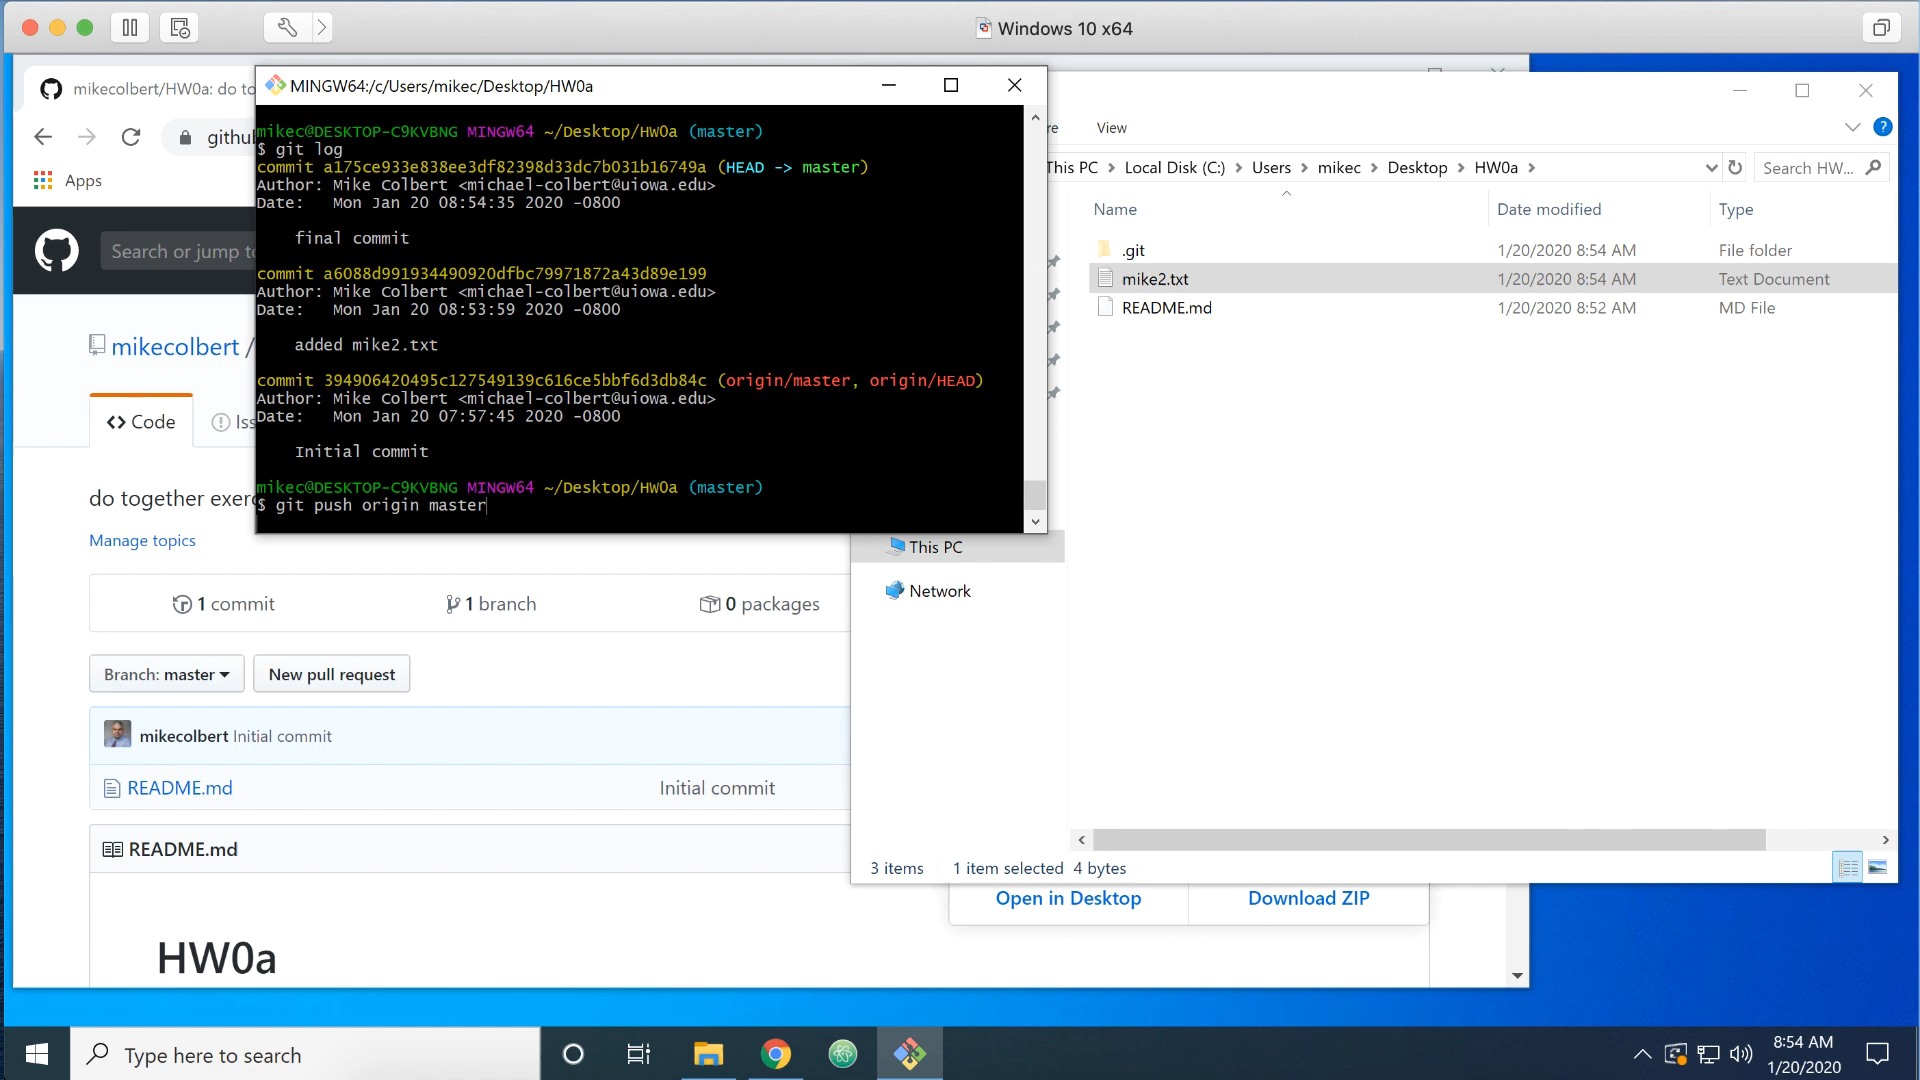 Windows 10 x64
mikecolbert/HW0a: do to
githu
Apps
Search or jump to
mikecolbert /
Code
Iss
do together exerc
Manage topics
1 commit
1 branch
0 packages
Branch: master
New pull request
mikecolbert Initial commit
README.md
Initial commit
README.md
HW0a
Open in Desktop
Download ZIP
MINGW64:/c/Users/mikec/Desktop/HW0a
mikec@DESKTOP-C9KVBNG MINGW64 ~/Desktop/HW0a (master)
$ git log
commit a175ce933e838ee3df82398d33dc7b031b16749a (HEAD -> master)
Author: Mike Colbert <michael-colbert@uiowa.edu>
Date:   Mon Jan 20 08:54:35 2020 -0800
final commit
commit a6088d991934490920dfbc79971872a43d89e199
Author: Mike Colbert <michael-colbert@uiowa.edu>
Date:   Mon Jan 20 08:53:59 2020 -0800
added mike2.txt
commit 394906420495c127549139c616ce5bbf6d3db84c (origin/master, origin/HEAD)
Author: Mike Colbert <michael-colbert@uiowa.edu>
Date:   Mon Jan 20 07:57:45 2020 -0800
Initial commit
mikec@DESKTOP-C9KVBNG MINGW64 ~/Desktop/HW0a (master)
$ git push origin master
re
View
This PC > Local Disk (C:) > Users > mikec > Desktop > HW0a >
Search HW...
Name
Date modified
Type
.git
1/20/2020 8:54 AM
File folder
mike2.txt
1/20/2020 8:54 AM
Text Document
README.md
1/20/2020 8:52 AM
MD File
This PC
Network
3 items
1 item selected
4 bytes
Type here to search
8:54 AM
1/20/2020